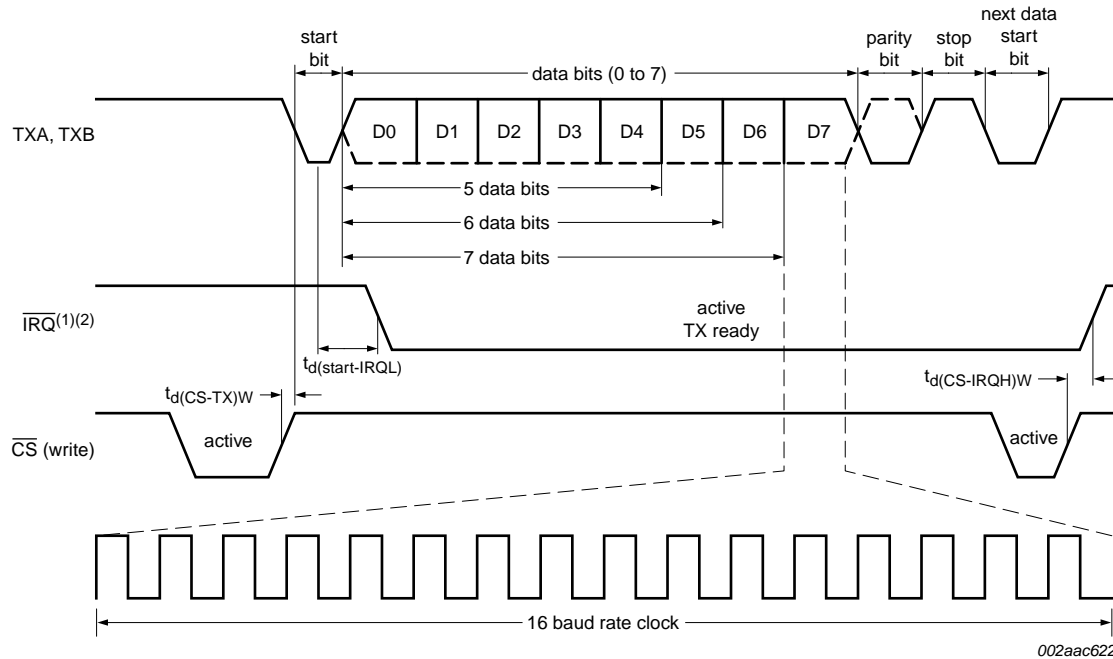 start
bit
data bits (0 to 7)
parity
bit
stop
bit
next data
start
bit
TXA, TXB
D0 D1 D2 D3 D4 D5 D6 D7
5 data bits
6 data bits
7 data bits
IRQ(1)(2)
active
TX ready
td(start-IRQL)
td(CS-TX)W
td(CS-IRQH)W
CS (write)
active
active
16 baud rate clock
002aac622